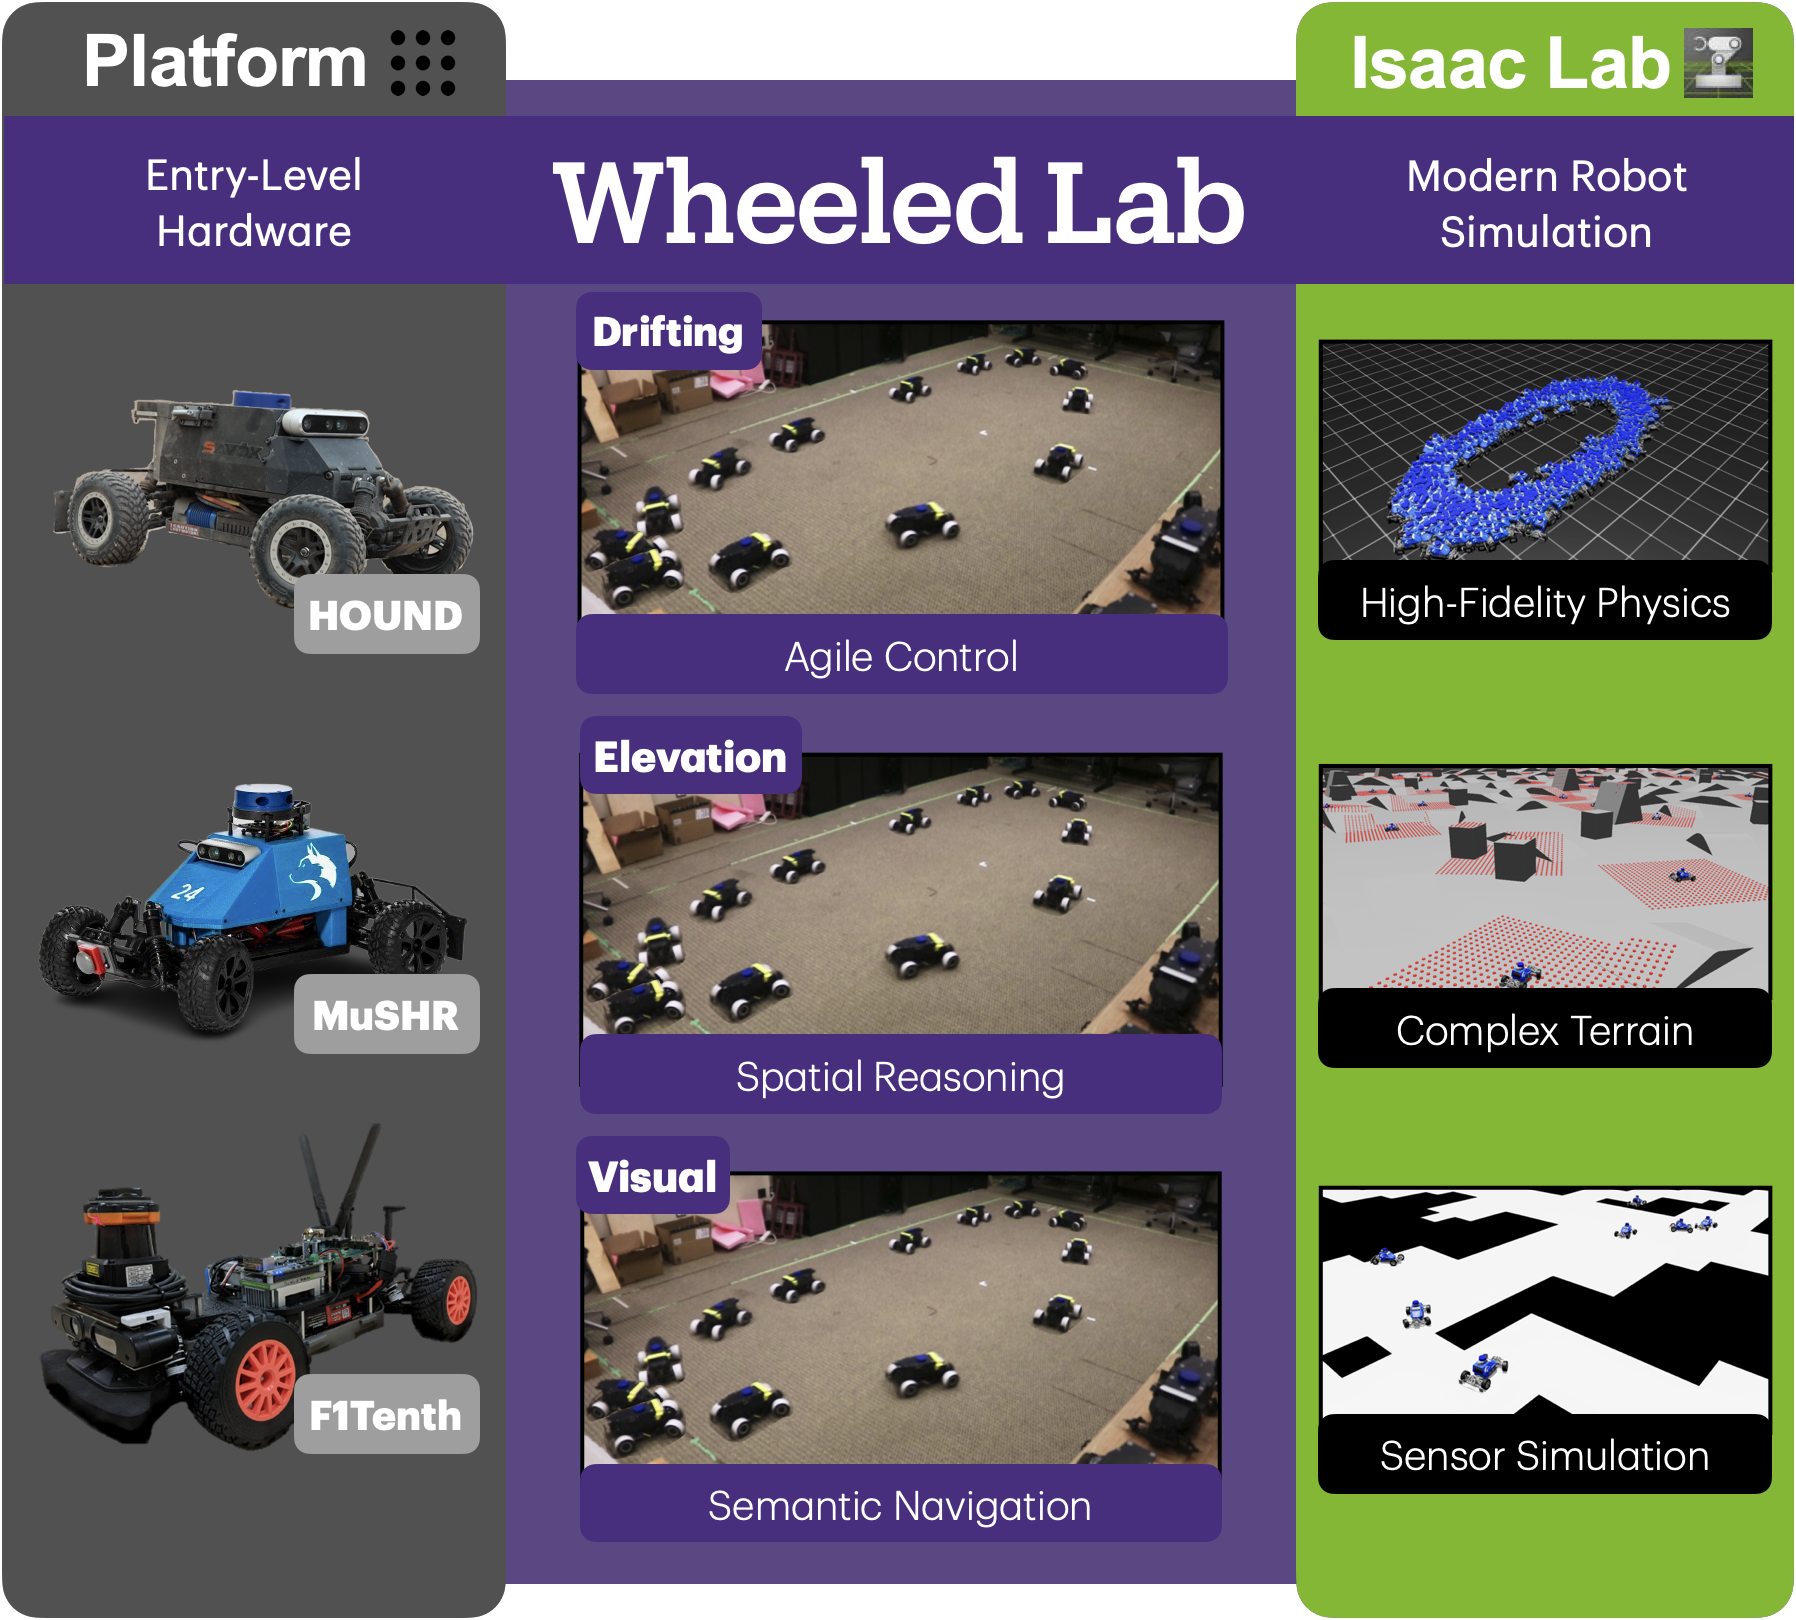 Platform
Isaac Lab
Entry-Level
Hardware
Wheeled Lab
Modern Robot
Simulation
HOUND
MuSHR
24
F1Tenth
Drifting
Agile Control
Elevation
Spatial Reasoning
Visual
Semantic Navigation
High-Fidelity Physics
Complex Terrain
Sensor Simulation